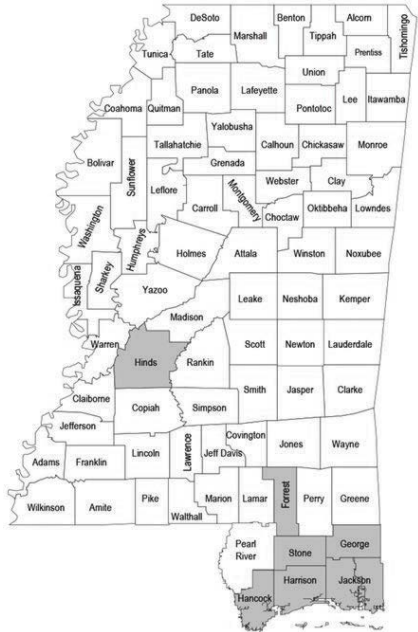 DeSoto
Benton
Alcorn
Tishomingo
Marshall
Tippah
Tunica
Tate
Prentiss
Union
Panola
Lafayette
Lee
Itawamba
Coahoma
Quitman
Pontotoc
Yalobusha
Tallahatchie
Calhoun
Chickasaw
Monroe
Bolivar
Sunflower
Grenada
Leflore
Webster
Clay
Carroll
Montgomery
Washington
Choctaw
Oktibbeha
Lowndes
Humphreys
Holmes
Attala
Winston
Noxubee
Issaquena
Sharkey
Yazoo
Leake
Neshoba
Kemper
Madison
Warren
Hinds
Rankin
Scott
Newton
Lauderdale
Claiborne
Copiah
Simpson
Smith
Jasper
Clarke
Jefferson
Covington
Adams
Franklin
Lincoln
Lawrence
Jeff Davis
Jones
Wayne
Wilkinson
Amite
Pike
Walthall
Marion
Lamar
Forrest
Perry
Greene
Pearl
River
Stone
George
Hancock
Harrison
Jackson